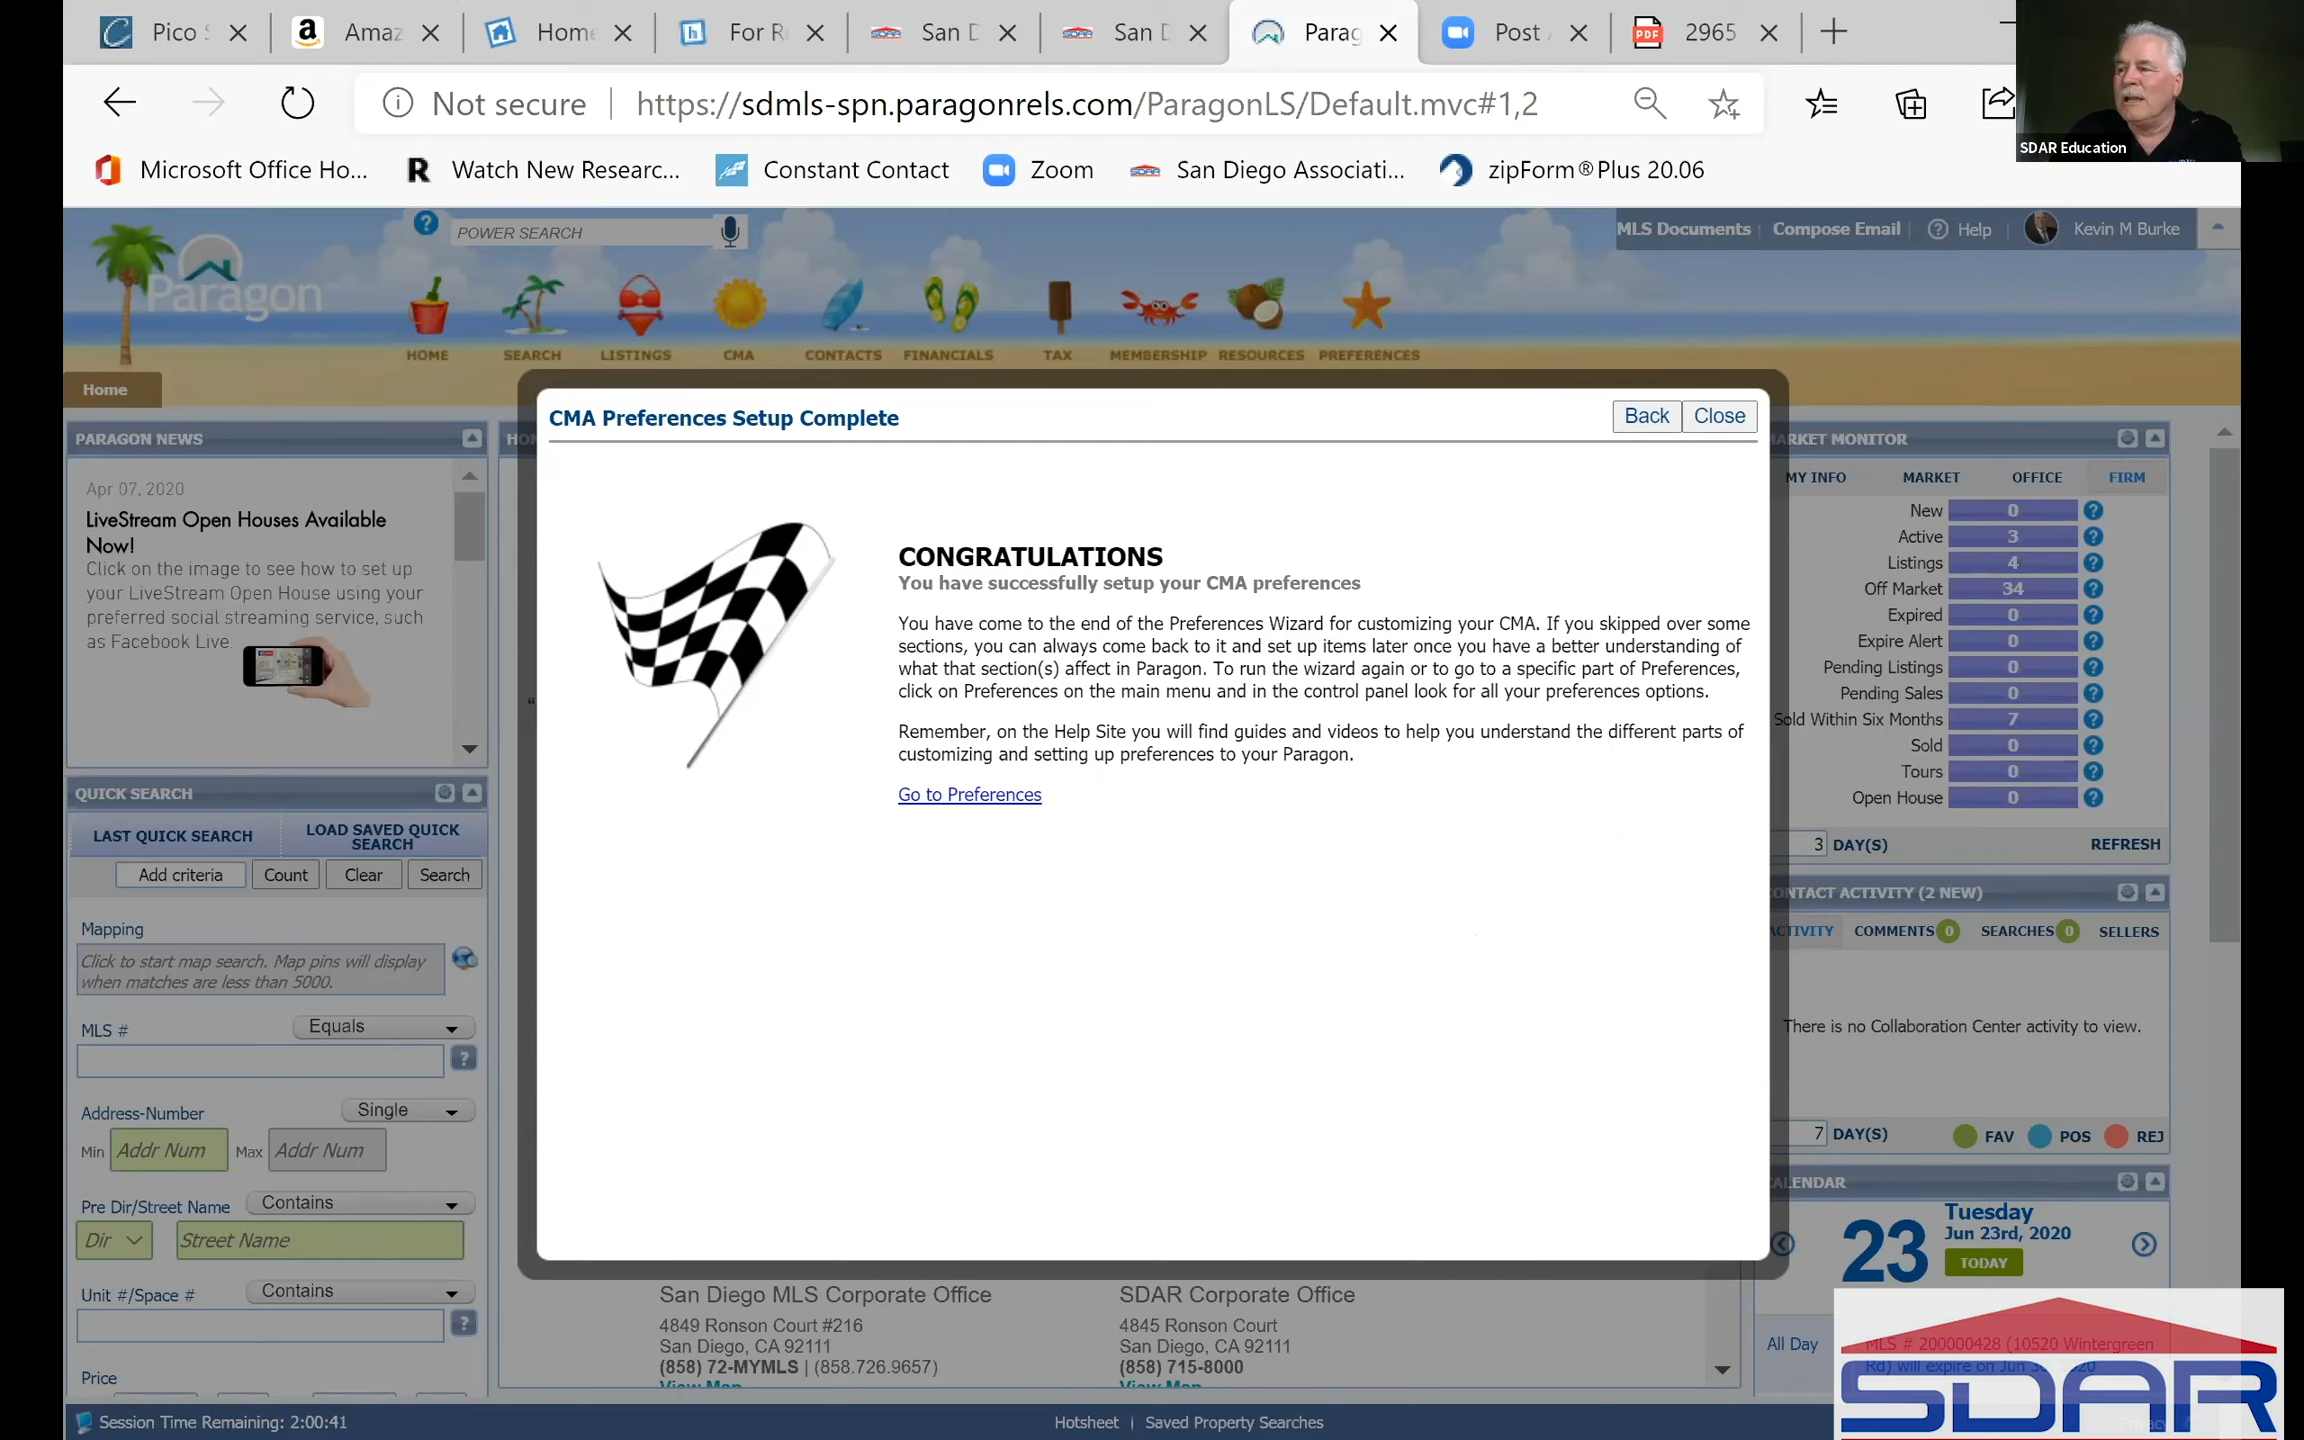 Pico S
Amaz
Home
For R
San D
San D
Parag
Post A
PDF
2965
Not secure
https://sdmls-spn.paragonrels.com/ParagonLS/Default.mvc#1,2
SDAR Education
Microsoft Office Ho...
Watch New Researc...
Constant Contact
Zoom
San Diego Associati...
zipForm®Plus 20.06
POWER SEARCH
MLS Documents
Compose Email
Help
Kevin M Burke
Paragon
HOME
SEARCH
LISTINGS
CMA
CONTACTS
FINANCIALS
TAX
MEMBERSHIP
RESOURCES
PREFERENCES
Home
PARAGON NEWS
Apr 07, 2020
LiveStream Open Houses Available
Now!
Click on the image to see how to set up
your LiveStream Open House using your
preferred social streaming service, such
as Facebook Live.
QUICK SEARCH
LAST QUICK SEARCH
LOAD SAVED QUICK
SEARCH
Add criteria
Count
Clear
Search
Mapping
Click to start map search. Map pins will display
when matches are less than 5000.
MLS #
Equals
Address-Number
Single
Min
Addr Num
Max
Addr Num
Pre Dir/Street Name
Contains
Dir
Street Name
Unit #/Space #
Contains
Price
CMA Preferences Setup Complete
Back
Close
CONGRATULATIONS
You have successfully setup your CMA preferences
You have come to the end of the Preferences Wizard for customizing your CMA. If you skipped over some
sections, you can always come back to it and set up items later once you have a better understanding of
what that section(s) affect in Paragon. To run the wizard again or to go to a specific part of Preferences,
click on Preferences on the main menu and in the control panel look for all your preferences options.
Remember, on the Help Site you will find guides and videos to help you understand the different parts of
customizing and setting up preferences to your Paragon.
Go to Preferences
San Diego MLS Corporate Office
4849 Ronson Court #216
San Diego, CA 92111
(858) 72-MYMLS | (858.726.9657)
View Map
SDAR Corporate Office
4845 Ronson Court
San Diego, CA 92111
(858) 715-8000
View Map
MARKET MONITOR
MY INFO
MARKET
OFFICE
FIRM
New 0
Active 3
Listings 4
Off Market 34
Expired 0
Expire Alert 0
Pending Listings 0
Pending Sales 0
Sold Within Six Months 7
Sold 0
Tours 0
Open House 0
3 DAY(S)
REFRESH
CONTACT ACTIVITY (2 NEW)
ACTIVITY
COMMENTS 0
SEARCHES 0
SELLERS
There is no Collaboration Center activity to view.
7 DAY(S)
FAV
POS
REJ
CALENDAR
23
Tuesday
Jun 23rd, 2020
TODAY
All Day
MLS # 200000428 (10520 Wintergreen
Rd) will expire on Jun
SDAR
Session Time Remaining: 2:00:41
Hotsheet | Saved Property Searches